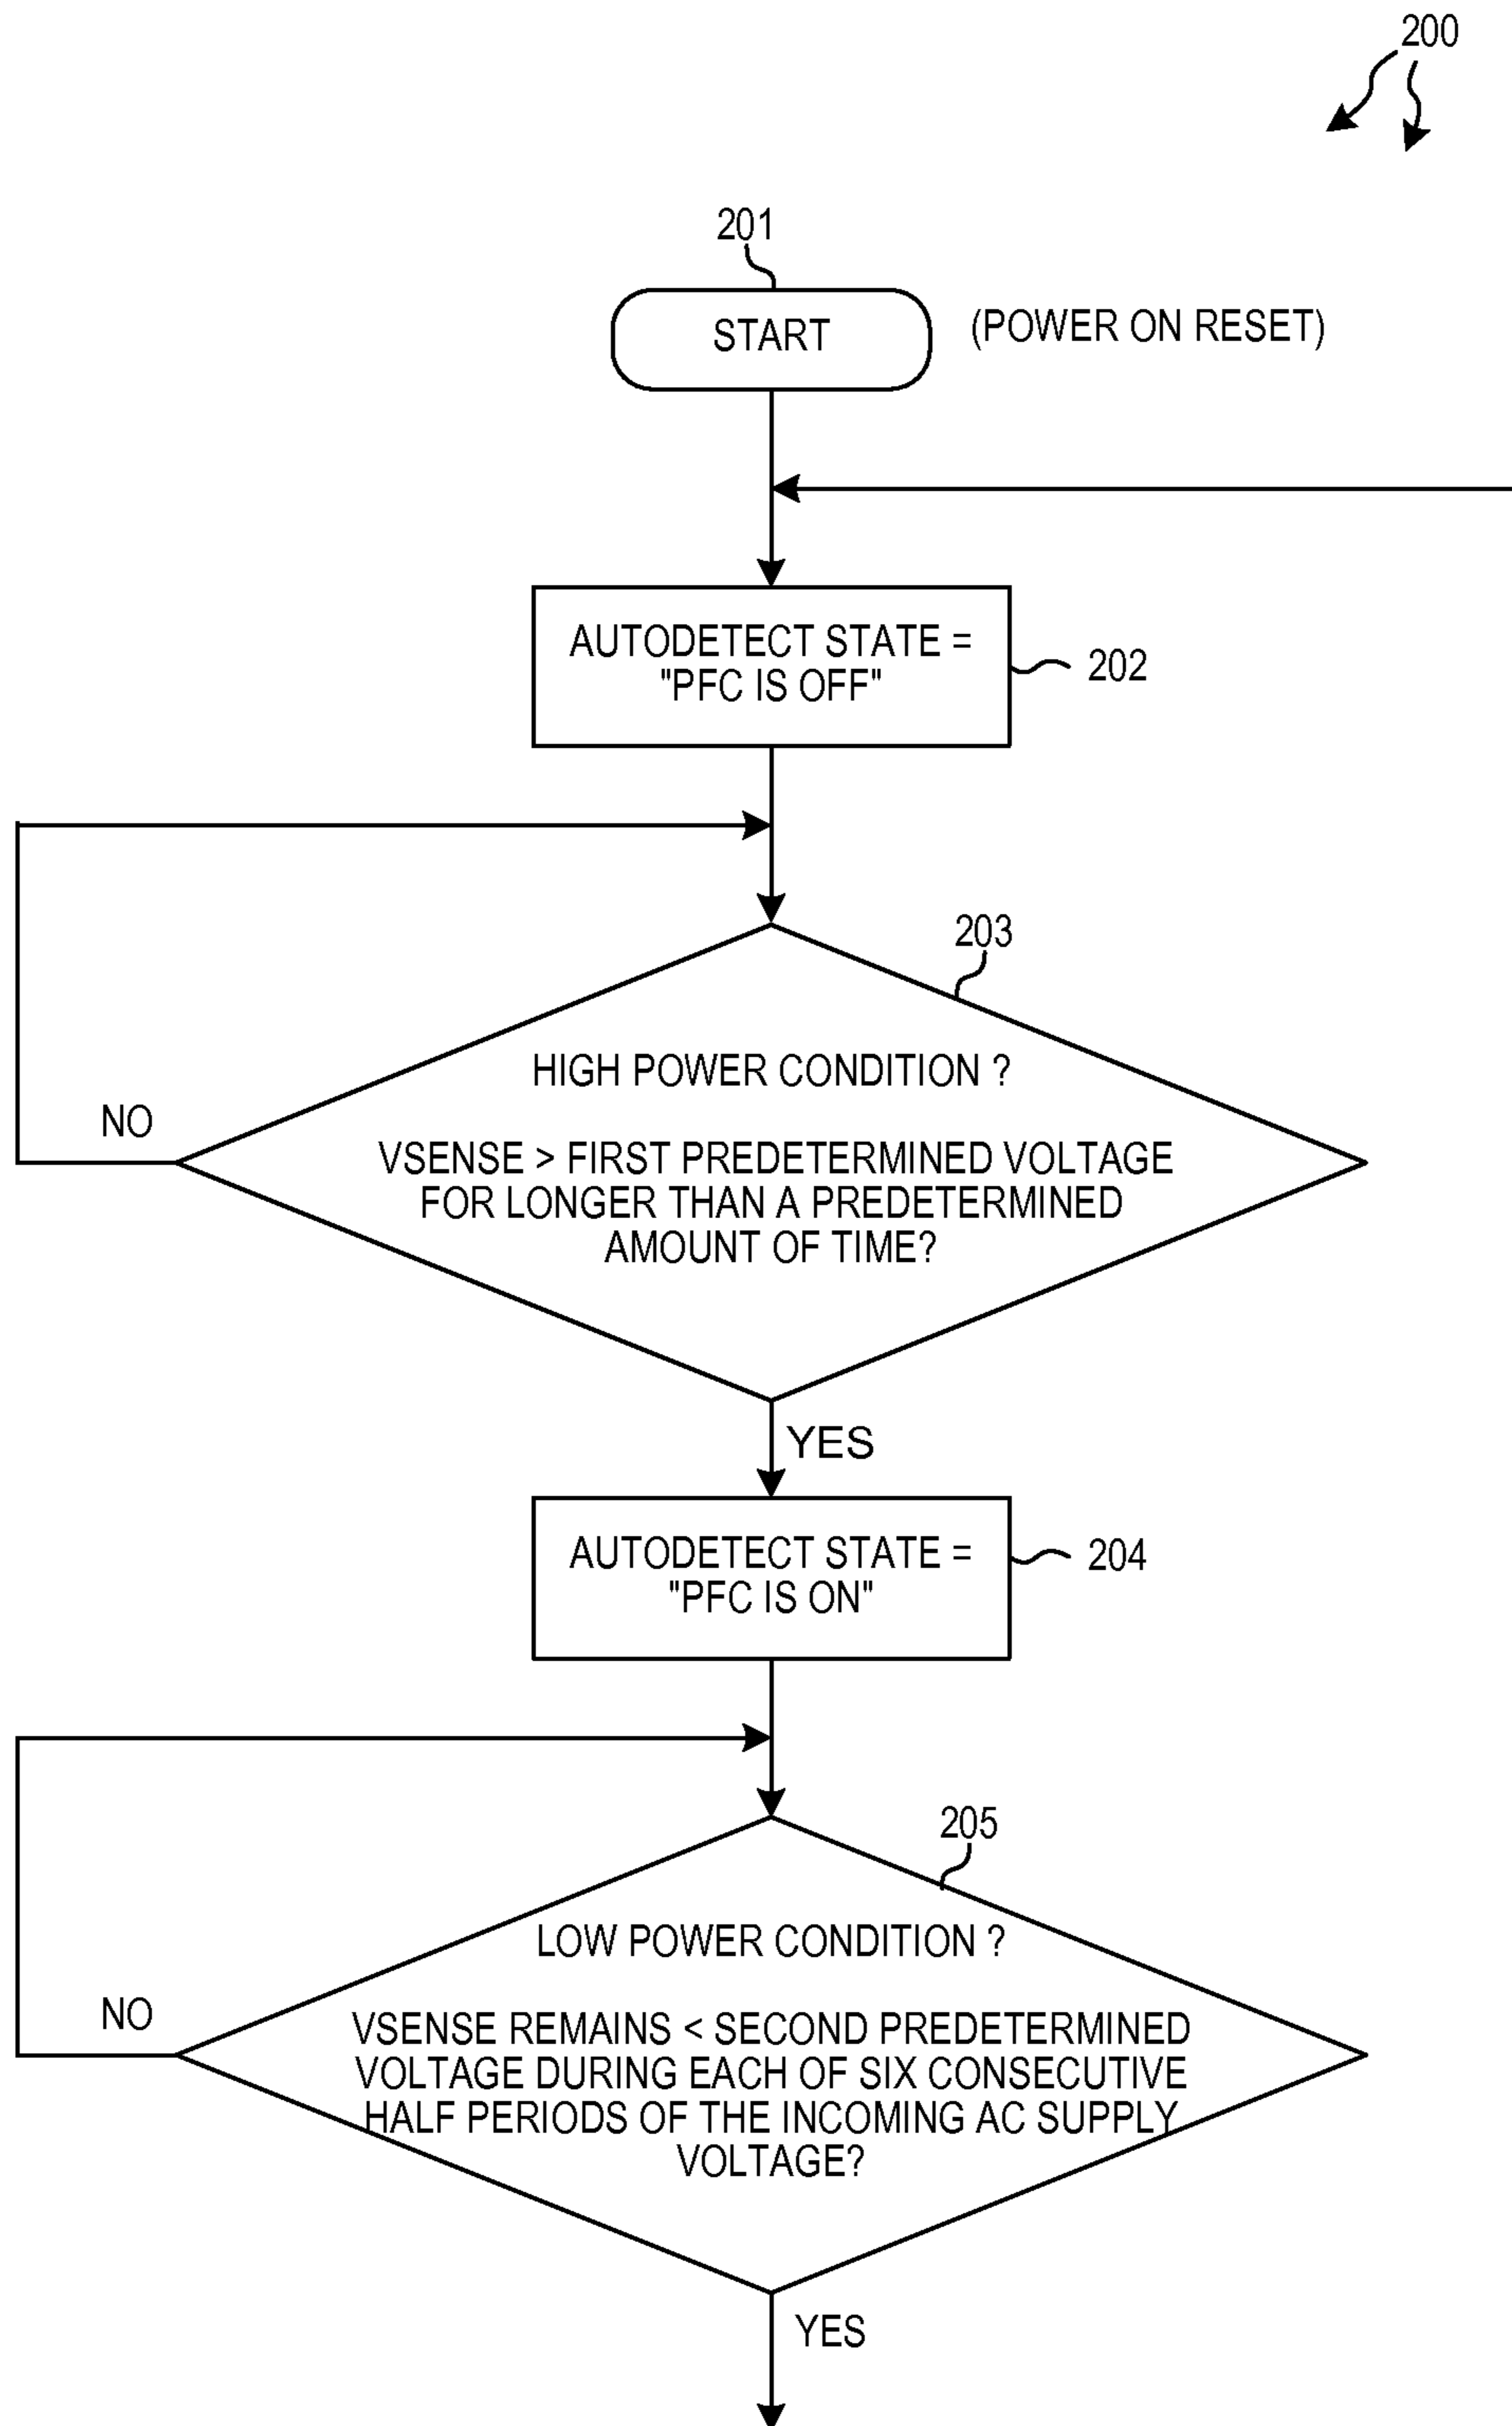 200
201
START
(POWER ON RESET)
AUTODETECT STATE =
"PFC IS OFF"
202
203
HIGH POWER CONDITION ?
NO
VSENSE > FIRST PREDETERMINED VOLTAGE
FOR LONGER THAN A PREDETERMINED
AMOUNT OF TIME?
YES
AUTODETECT STATE =
"PFC IS ON"
204
205
LOW POWER CONDITION ?
NO
VSENSE REMAINS < SECOND PREDETERMINED
VOLTAGE DURING EACH OF SIX CONSECUTIVE
HALF PERIODS OF THE INCOMING AC SUPPLY
VOLTAGE?
YES